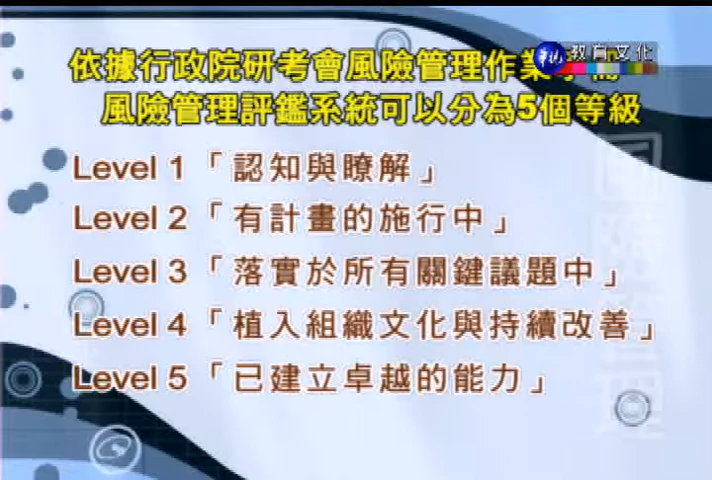 依據行政院研考會風險管理作業
教育文化
風險管理評鑑系統可以分為5個等級
Level 1「認知與瞭解」
Level 2「有計畫的施行中」
Level 3「落實於所有關鍵議題中」
Level 4「植入組織文化與持續改善」
Level 5「已建立卓越的能力」
風險管理